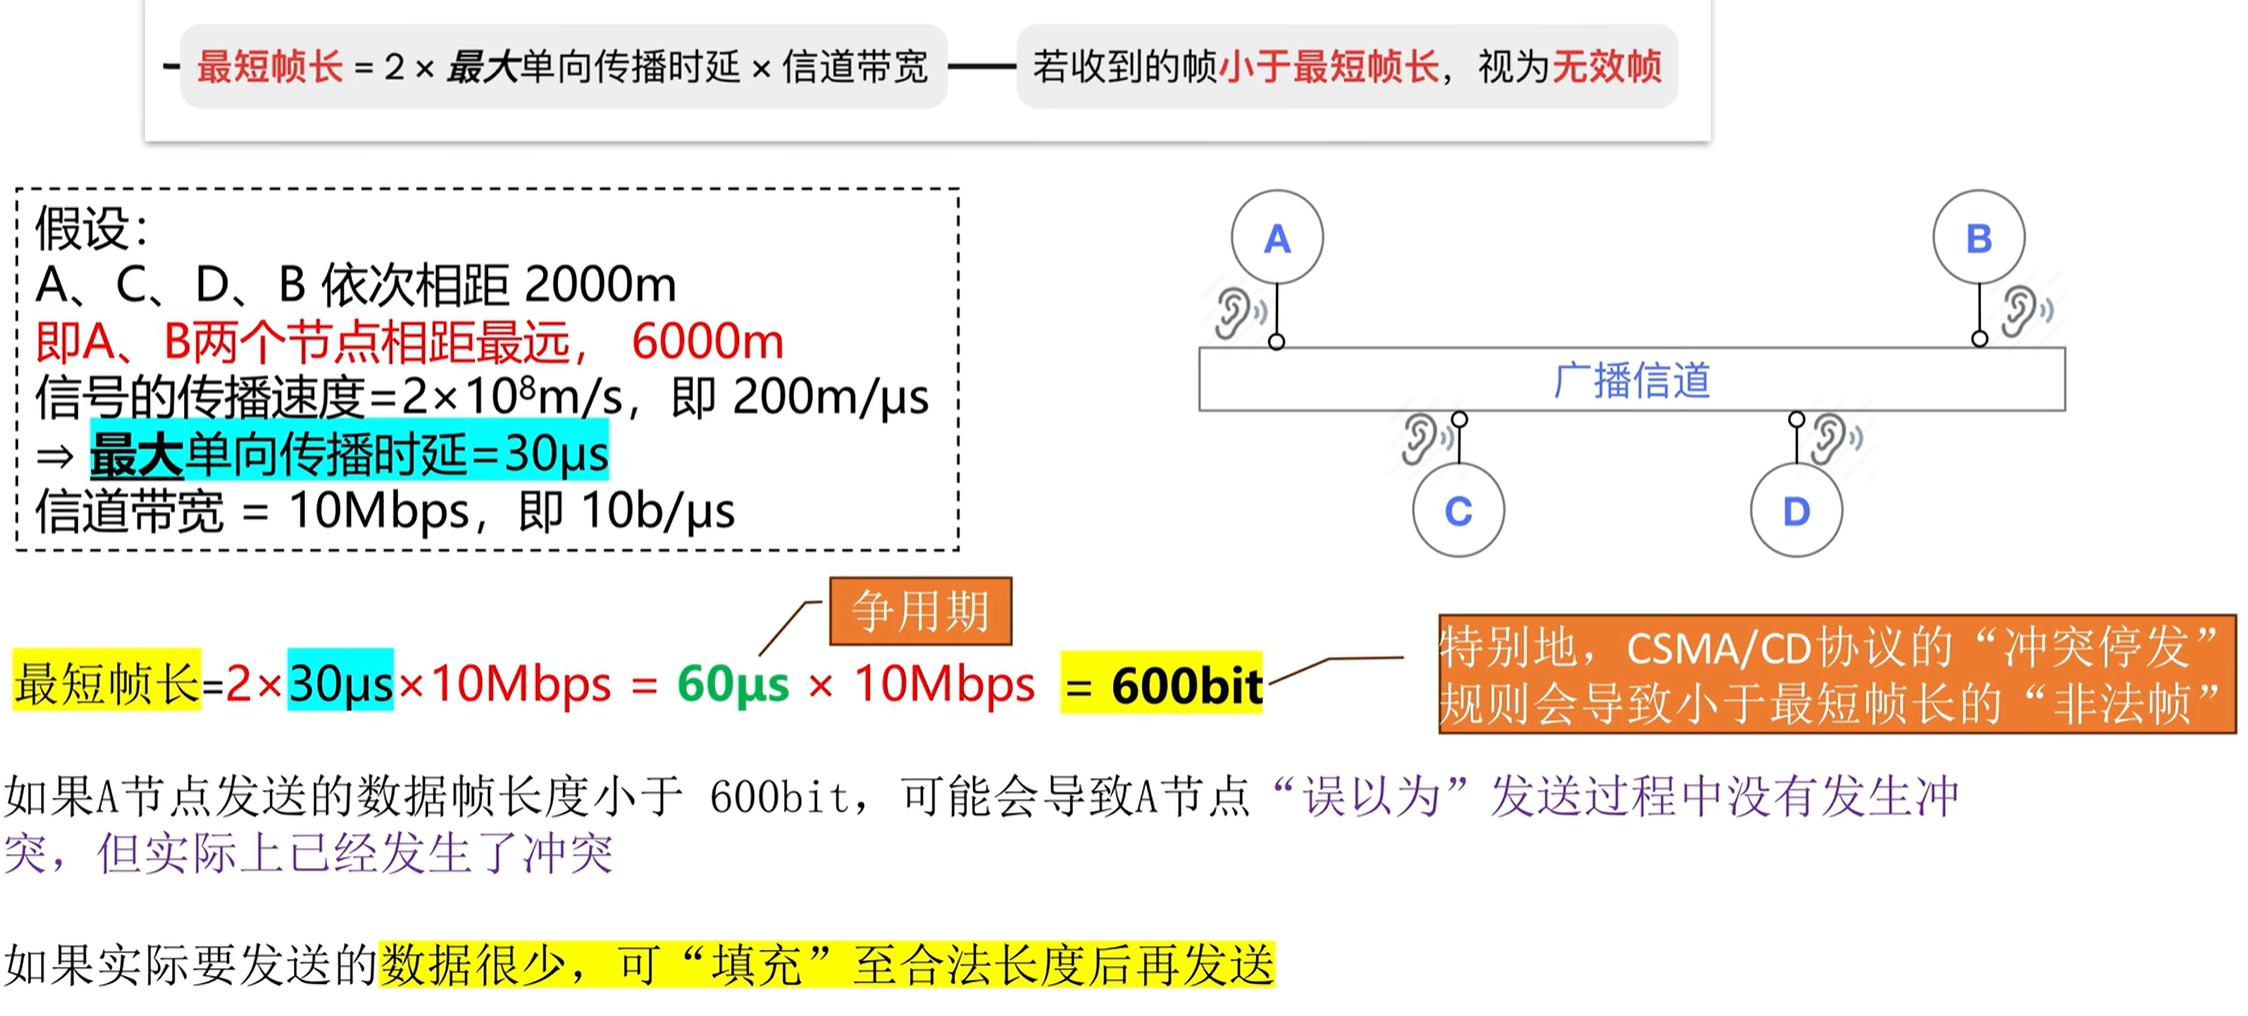 最短帧长 = 2 × 最大单向传播时延 × 信道带宽
若收到的帧小于最短帧长，视为无效帧
假设：
A、C、D、B 依次相距 2000m
即A、B两个节点相距最远， 6000m
信号的传播速度=2×10⁸m/s，即 200m/μs
⇒ 最大单向传播时延=30μs
信道带宽 = 10Mbps，即 10b/μs
A
B
广播信道
C
D
争用期
最短帧长=2×30μs×10Mbps = 60μs × 10Mbps = 600bit
特别地，CSMA/CD协议的“冲突停发”
规则会导致小于最短帧长的“非法帧”
如果A节点发送的数据帧长度小于 600bit，可能会导致A节点“误以为”发送过程中没有发生冲
突，但实际上已经发生了冲突
如果实际要发送的数据很少，可“填充”至合法长度后再发送